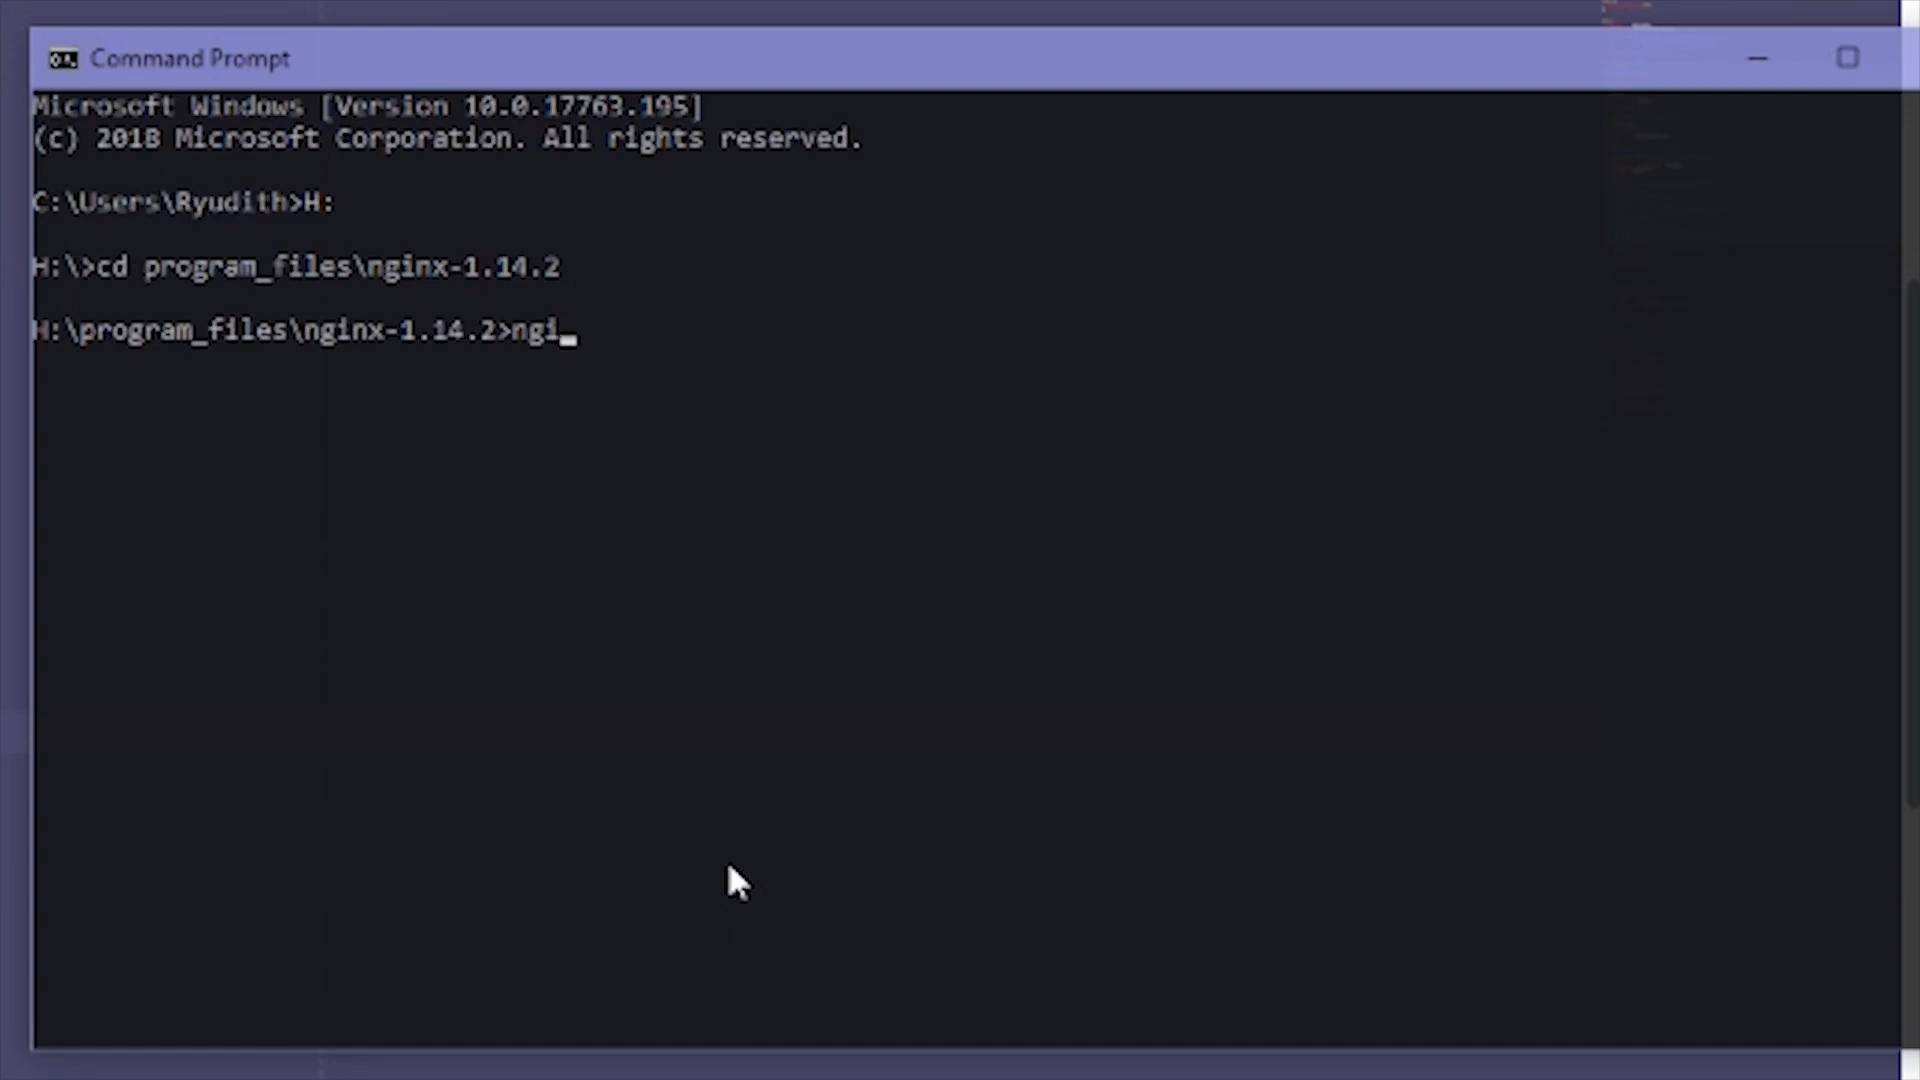 Command Prompt
Microsoft Windows [Version 10.0.17763.195]
(c) 2018 Microsoft Corporation. All rights reserved.
C:\Users\Ryudith>H:
H:\>cd program_files\nginx-1.14.2
H:\program_files\nginx-1.14.2>ngi